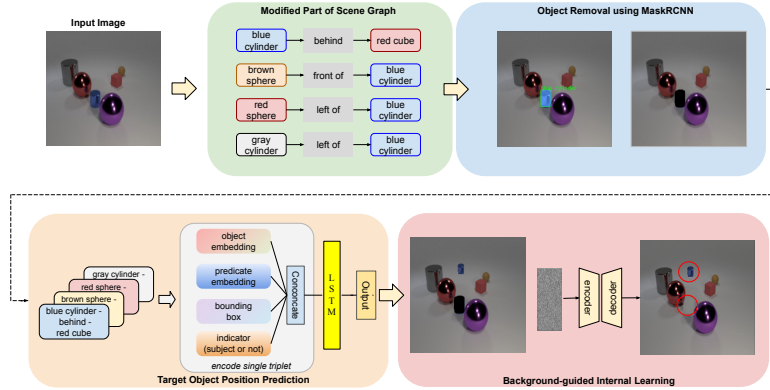 Input Image
Modified Part of Scene Graph
blue
cylinder
behind
red cube
brown
sphere
front of
blue
cylinder
red
sphere
left of
blue
cylinder
gray
cylinder
left of
blue
cylinder
Object Removal using MaskRCNN
gray cylinder -
red sphere -
brown sphere -
blue cylinder -
behind -
red cube
object
embedding
predicate
embedding
bounding
box
indicator
(subject or not)
encode single triplet
Conconcate
LSTM
Output
Target Object Position Prediction
encoder
decoder
Background-guided Internal Learning